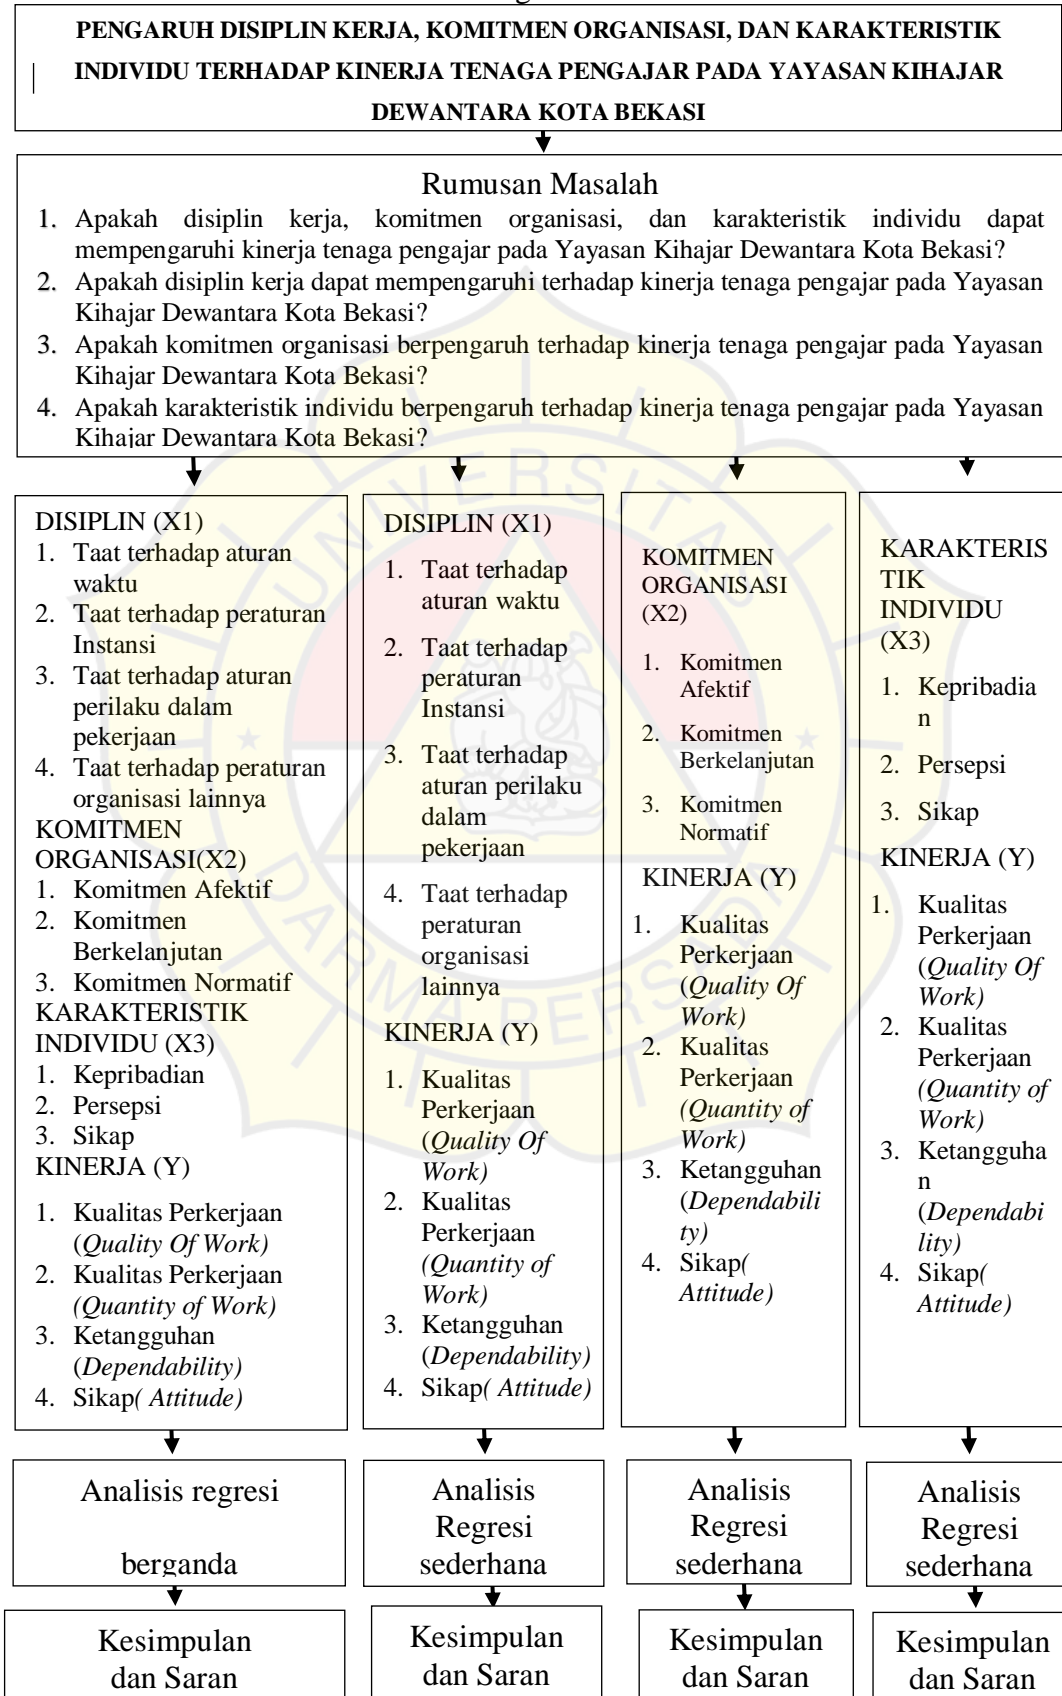 PENGARUH DISIPLIN KERJA, KOMITMEN ORGANISASI, DAN KARAKTERISTIK
INDIVIDU TERHADAP KINERJA TENAGA PENGAJAR PADA YAYASAN KIHAJAR
DEWANTARA KOTA BEKASI
Rumusan Masalah
1. Apakah disiplin kerja, komitmen organisasi, dan karakteristik individu dapat
mempengaruhi kinerja tenaga pengajar pada Yayasan Kihajar Dewantara Kota Bekasi?
2. Apakah disiplin kerja dapat mempengaruhi terhadap kinerja tenaga pengajar pada Yayasan
Kihajar Dewantara Kota Bekasi?
3. Apakah komitmen organisasi berpengaruh terhadap kinerja tenaga pengajar pada Yayasan
Kihajar Dewantara Kota Bekasi?
4. Apakah karakteristik individu berpengaruh terhadap kinerja tenaga pengajar pada Yayasan
Kihajar Dewantara Kota Bekasi?
DISIPLIN (X1)
1. Taat terhadap aturan
waktu
2. Taat terhadap peraturan
Instansi
3. Taat terhadap aturan
perilaku dalam
pekerjaan
4. Taat terhadap peraturan
organisasi lainnya
KOMITMEN
ORGANISASI(X2)
1. Komitmen Afektif
2. Komitmen
Berkelanjutan
3. Komitmen Normatif
KARAKTERISTIK
INDIVIDU (X3)
1. Kepribadian
2. Persepsi
3. Sikap
KINERJA (Y)
1. Kualitas Perkerjaan
(Quality Of Work)
2. Kualitas Perkerjaan
(Quantity of Work)
3. Ketangguhan
(Dependability)
4. Sikap( Attitude)
DISIPLIN (X1)
1. Taat terhadap
aturan waktu
2. Taat terhadap
peraturan
Instansi
3. Taat terhadap
aturan perilaku
dalam
pekerjaan
4. Taat terhadap
peraturan
organisasi
lainnya
KINERJA (Y)
1. Kualitas
Perkerjaan
(Quality Of
Work)
2. Kualitas
Perkerjaan
(Quantity of
Work)
3. Ketangguhan
(Dependability)
4. Sikap( Attitude)
KOMITMEN
ORGANISASI
(X2)
1. Komitmen
Afektif
2. Komitmen
Berkelanjutan
3. Komitmen
Normatif
KINERJA (Y)
1. Kualitas
Perkerjaan
(Quality Of
Work)
2. Kualitas
Perkerjaan
(Quantity of
Work)
3. Ketangguhan
(Dependabili
ty)
4. Sikap(
Attitude)
KARAKTERIS
TIK
INDIVIDU
(X3)
1. Kepribadia
n
2. Persepsi
3. Sikap
KINERJA (Y)
1. Kualitas
Perkerjaan
(Quality Of
Work)
2. Kualitas
Perkerjaan
(Quantity of
Work)
3. Ketangguha
n
(Dependabi
lity)
4. Sikap(
Attitude)
Analisis regresi
berganda
Analisis
Regresi
sederhana
Analisis
Regresi
sederhana
Analisis
Regresi
sederhana
Kesimpulan
dan Saran
Kesimpulan
dan Saran
Kesimpulan
dan Saran
Kesimpulan
dan Saran
UNIVERSITAS
DARMA PERSADA